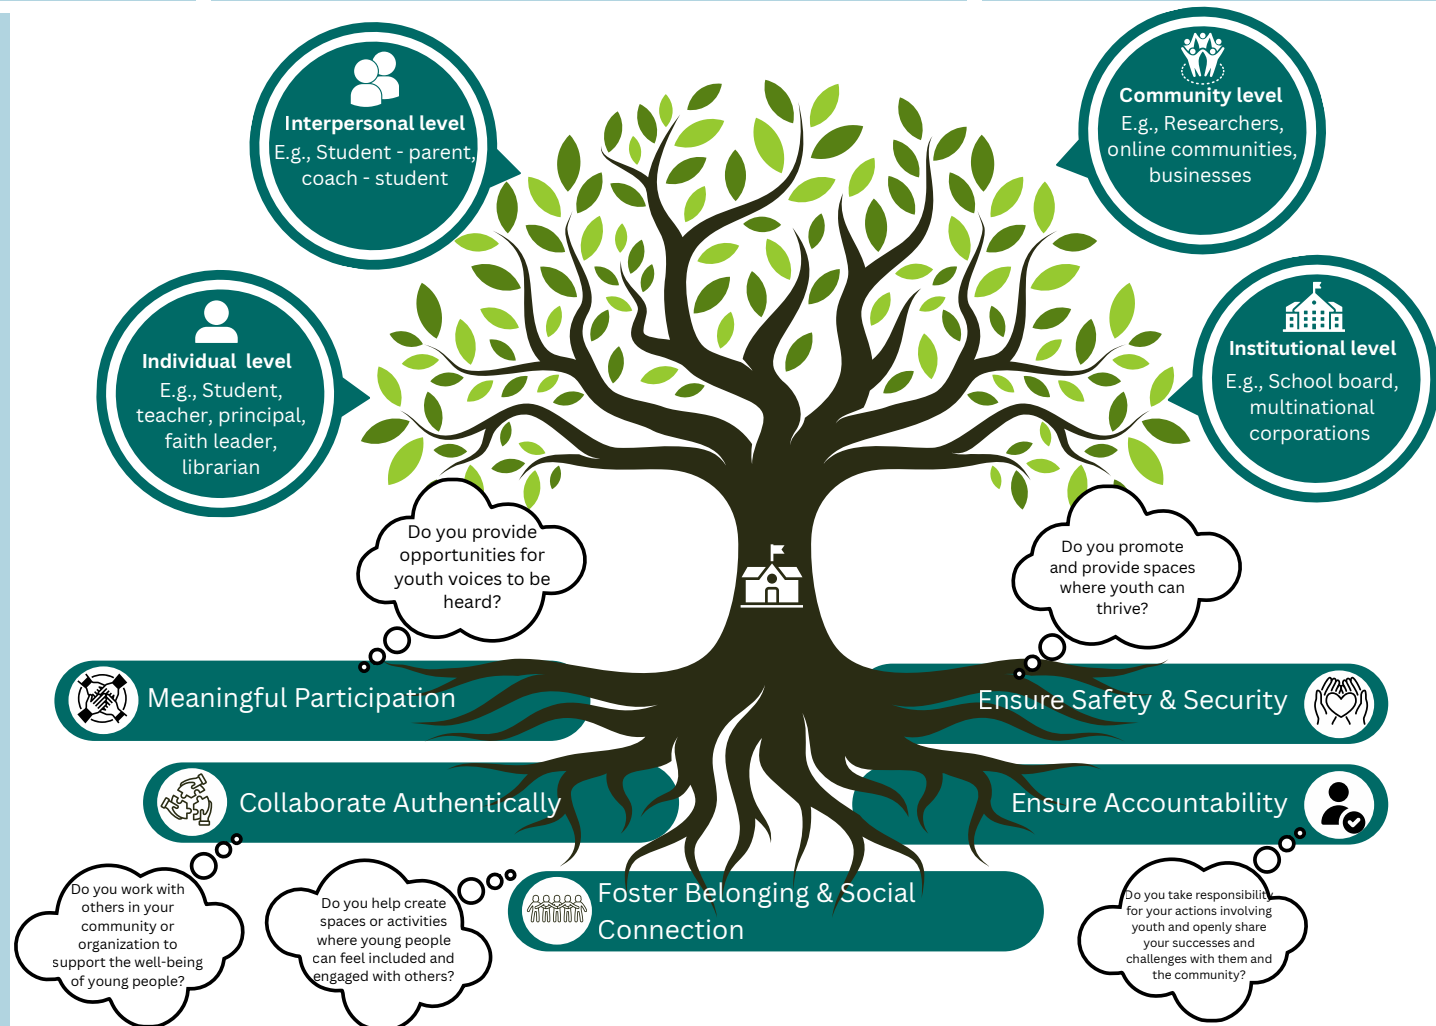 Interpersonal level
E.g., Student - parent,
coach - student
Community level
E.g., Researchers,
online communities,
businesses
Individual  level
E.g., Student,
teacher, principal,
faith leader,
librarian
Institutional level
E.g., School board,
multinational
corporations
Do you provide
opportunities for
youth voices to be
heard?
Do you promote
and provide spaces
where youth can
thrive?
Meaningful Participation
Ensure Safety & Security
Collaborate Authentically
Ensure Accountability
Do you work with
others in your
community or
organization to
support the well-being
of young people?
Do you help create
spaces or activities
where young people
can feel included and
engaged with others?
Foster Belonging & Social
Connection
Do you take responsibility
for your actions involving
youth and openly share
your successes and
challenges with them and
the community?